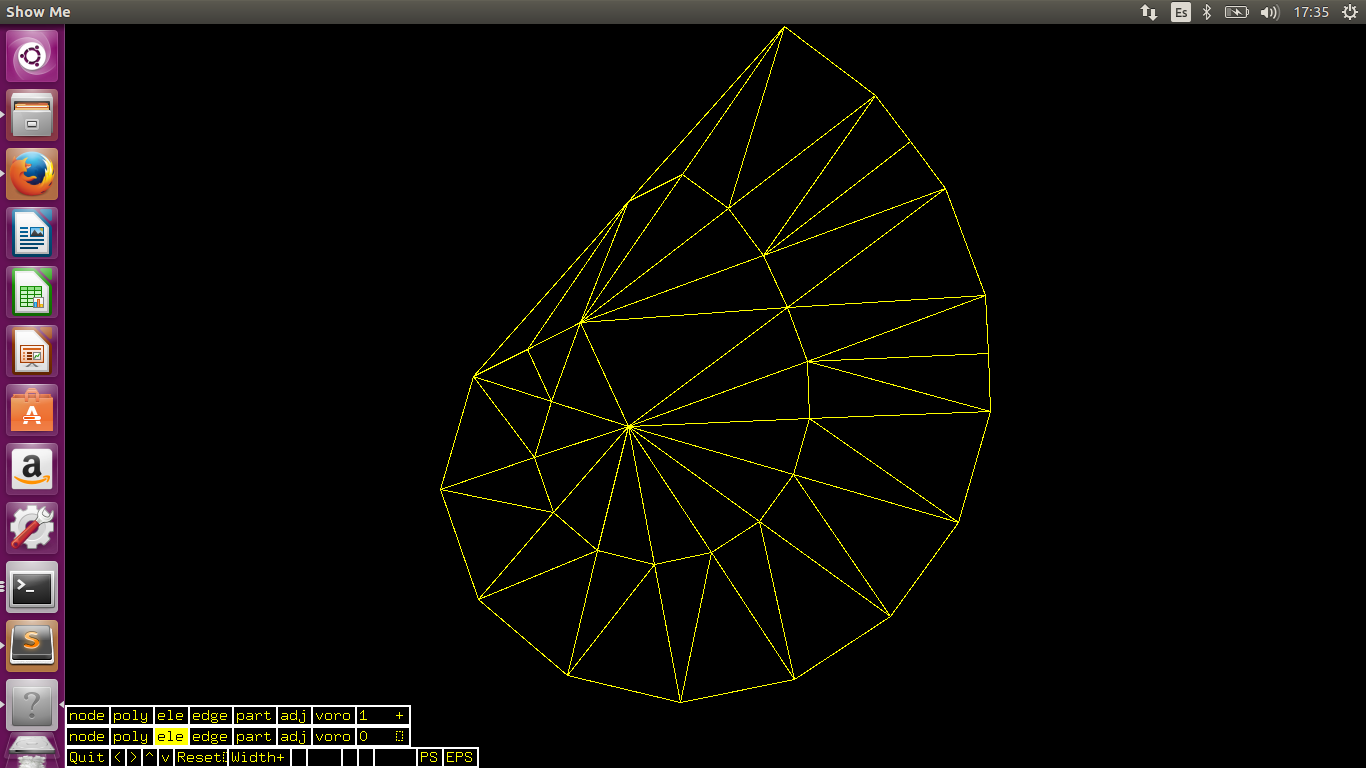 Show Me
Es
17:35
node poly ele edge part adj voro 1 +
node poly ele edge part adj voro 0
Quit < > ^ v Reset Width+ PS EPS